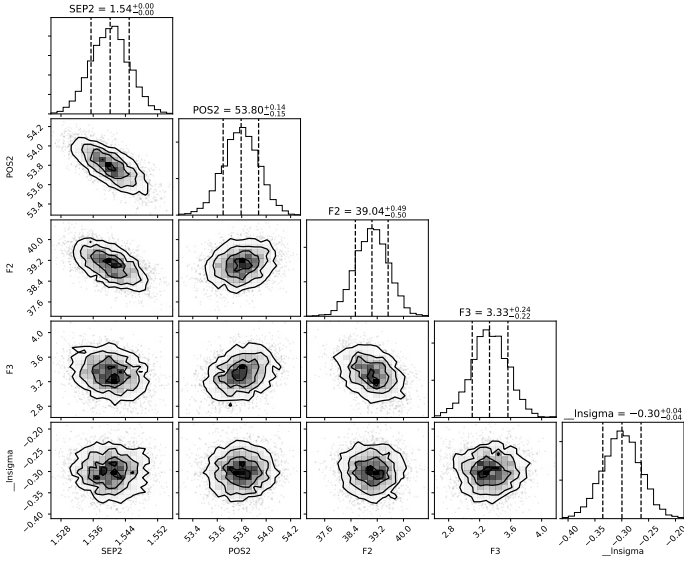 SEP2 = 1.54+0.00−0.00
POS2 = 53.80+0.14−0.15
54.2
54.0
53.8
53.6
53.4
POS2
F2 = 39.04+0.49−0.50
40.0
39.2
38.4
37.6
F2
F3 = 3.33+0.24−0.22
4.0
3.6
3.2
2.8
F3
__lnsigma = −0.30+0.04−0.04
−0.20
−0.25
−0.30
−0.35
−0.40
__lnsigma
1.528 1.536 1.544 1.552
53.4 53.6 53.8 54.0 54.2
37.6 38.4 39.2 40.0
2.8 3.2 3.6 4.0
−0.40 −0.35 −0.30 −0.25 −0.20
SEP2 POS2 F2 F3 __lnsigma